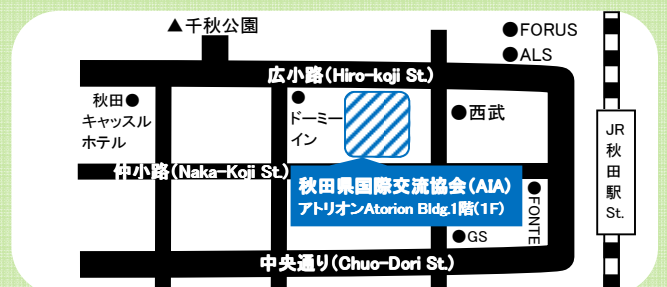 ▲千秋公園
●FORUS
●ALS
広小路(Hiro-koji St.)
秋田●
キャッスル
ホテル
●
ドーミー
イン
●西武
JR
秋
田
駅
St.
仲小路(Naka-Koji St.)
秋田県国際交流協会(AIA)
アトリオンAtorion Bldg.1階(1F)
●FONTE
●GS
中央通り(Chuo-Dori St.)